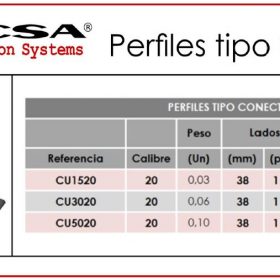 CSA®
on Systems
Perfiles tipo
PERFILES TIPO CONECT
Peso Lados
Referencia Calibre (Un) (mm) (p
CU1520 20 0,03 38 1
CU3020 20 0,06 38 1
CU5020 20 0,10 38 1